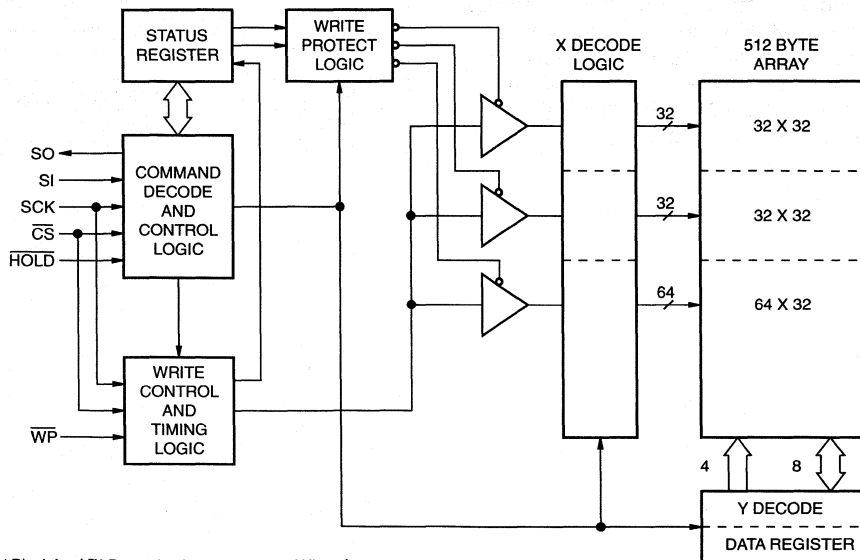 STATUS
REGISTER
WRITE
PROTECT
LOGIC
X DECODE
LOGIC
512 BYTE
ARRAY
SO
SI
SCK
CS
HOLD
WP
COMMAND
DECODE
AND
CONTROL
LOGIC
WRITE
CONTROL
AND
TIMING
LOGIC
32
32
64
32 X 32
32 X 32
64 X 32
4
8
Y DECODE
DATA REGISTER